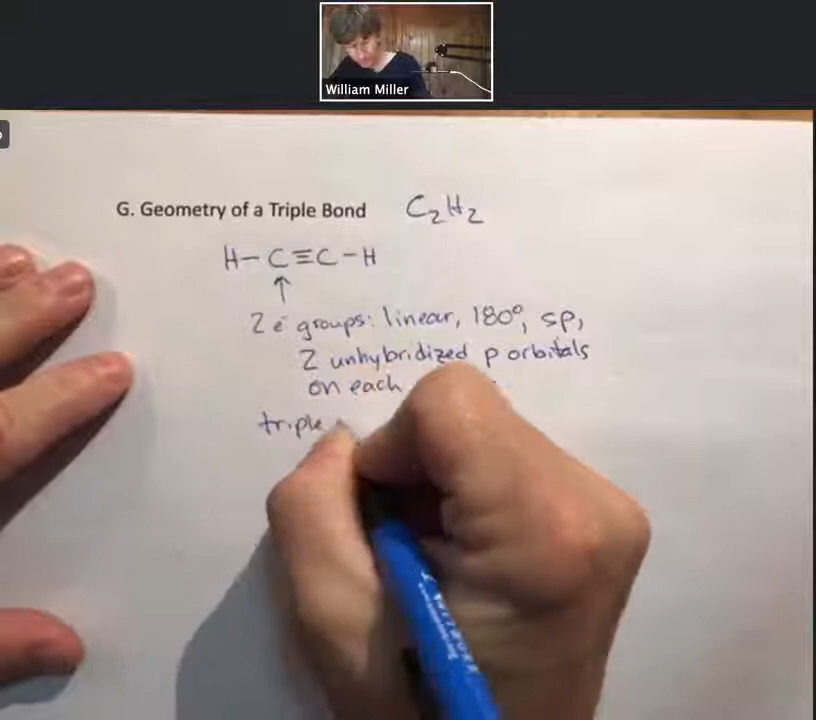 William Miller
G. Geometry of a Triple Bond C₂H₂
H–C≡C–H
↑
2 e⁻ groups: linear, 180°, sp,
2 unhybridized p orbitals
on each
triple